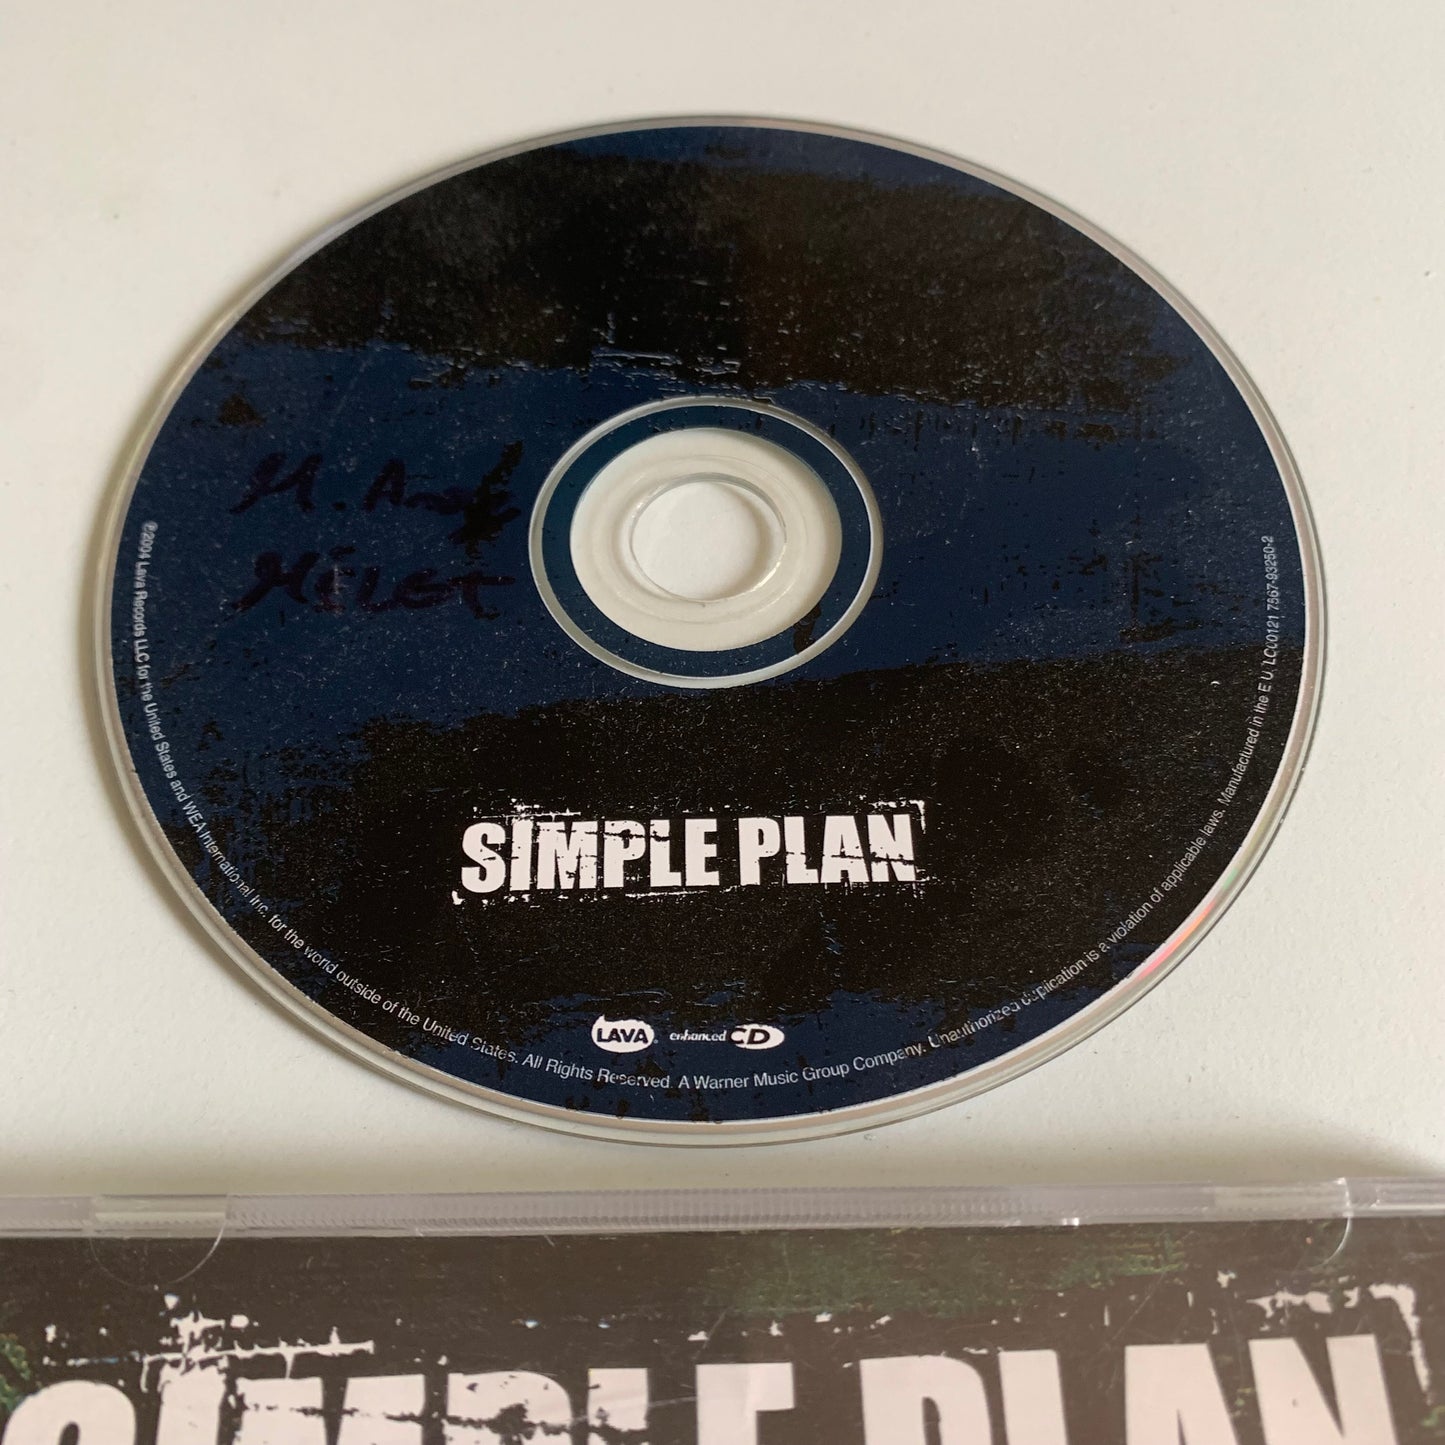 SIMPLE PLAN
LAVA
enhanced CD
℗2004 Lava Records LLC for the United States and WEA International Inc. for the world outside of the United States. All Rights Reserved. A Warner Music Group Company. Unauthorized duplication is a violation of applicable laws. Manufactured in the E.U. LC00121 7567-93250-2
SIMPLE PLAN